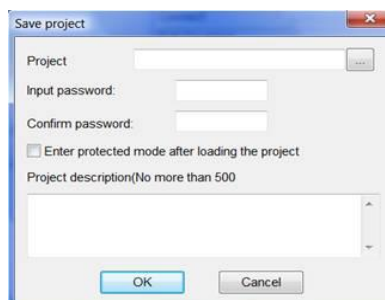 Save project
Project
...
Input password:
Confirm password:
Enter protected mode after loading the project
Project description(No more than 500
OK
Cancel